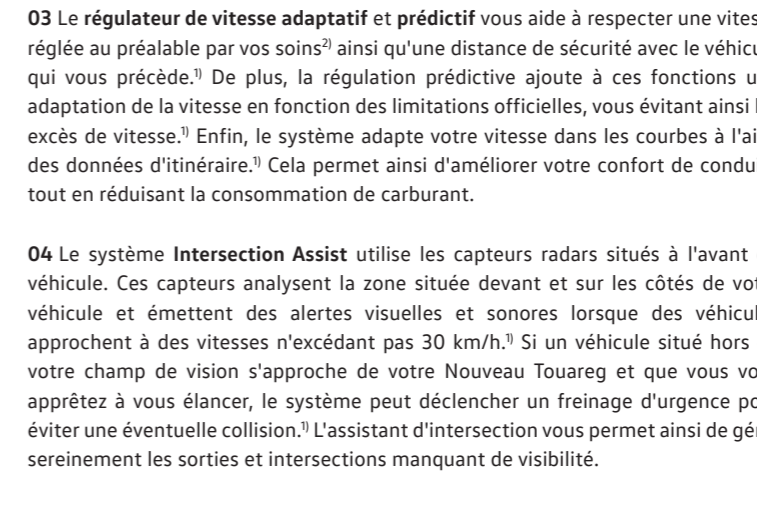 03 Le régulateur de vitesse adaptatif et prédictif vous aide à respecter une vites
réglée au préalable par vos soins²⁾ ainsi qu'une distance de sécurité avec le véhicu
qui vous précède.¹⁾ De plus, la régulation prédictive ajoute à ces fonctions u
adaptation de la vitesse en fonction des limitations officielles, vous évitant ainsi l
excès de vitesse.¹⁾ Enfin, le système adapte votre vitesse dans les courbes à l'ai
des données d'itinéraire.¹⁾ Cela permet ainsi d'améliorer votre confort de condu
tout en réduisant la consommation de carburant.
04 Le système Intersection Assist utilise les capteurs radars situés à l'avant
véhicule. Ces capteurs analysent la zone située devant et sur les côtés de vot
véhicule et émettent des alertes visuelles et sonores lorsque des véhicul
approchent à des vitesses n'excédant pas 30 km/h.¹⁾ Si un véhicule situé hors
votre champ de vision s'approche de votre Nouveau Touareg et que vous vo
apprêtez à vous élancer, le système peut déclencher un freinage d'urgence po
éviter une éventuelle collision.¹⁾ L'assistant d'intersection vous permet ainsi de gé
sereinement les sorties et intersections manquant de visibilité.